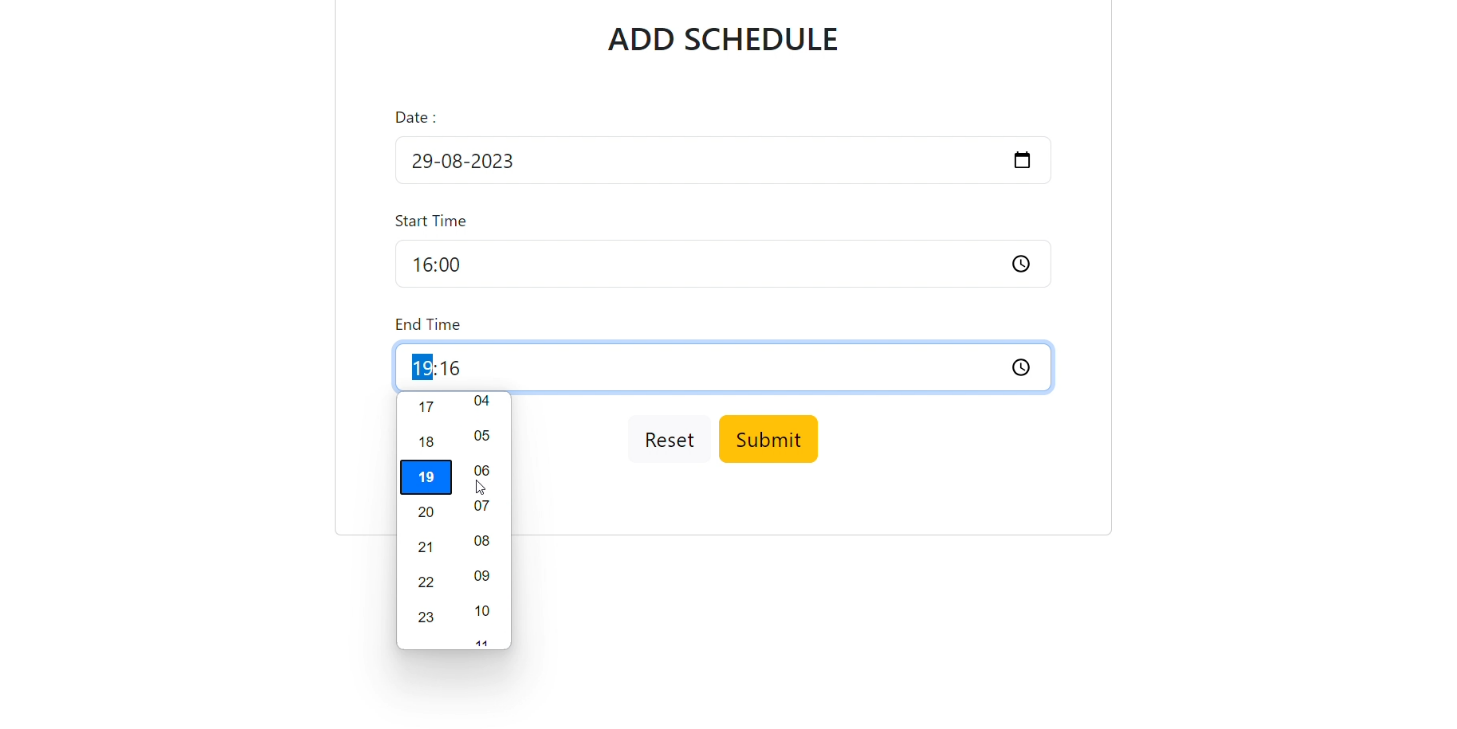 ADD SCHEDULE
Date :
29-08-2023
Start Time
16:00
End Time
19:16
17 04
18 05
19 06
20 07
21 08
22 09
23 10
11
Reset Submit